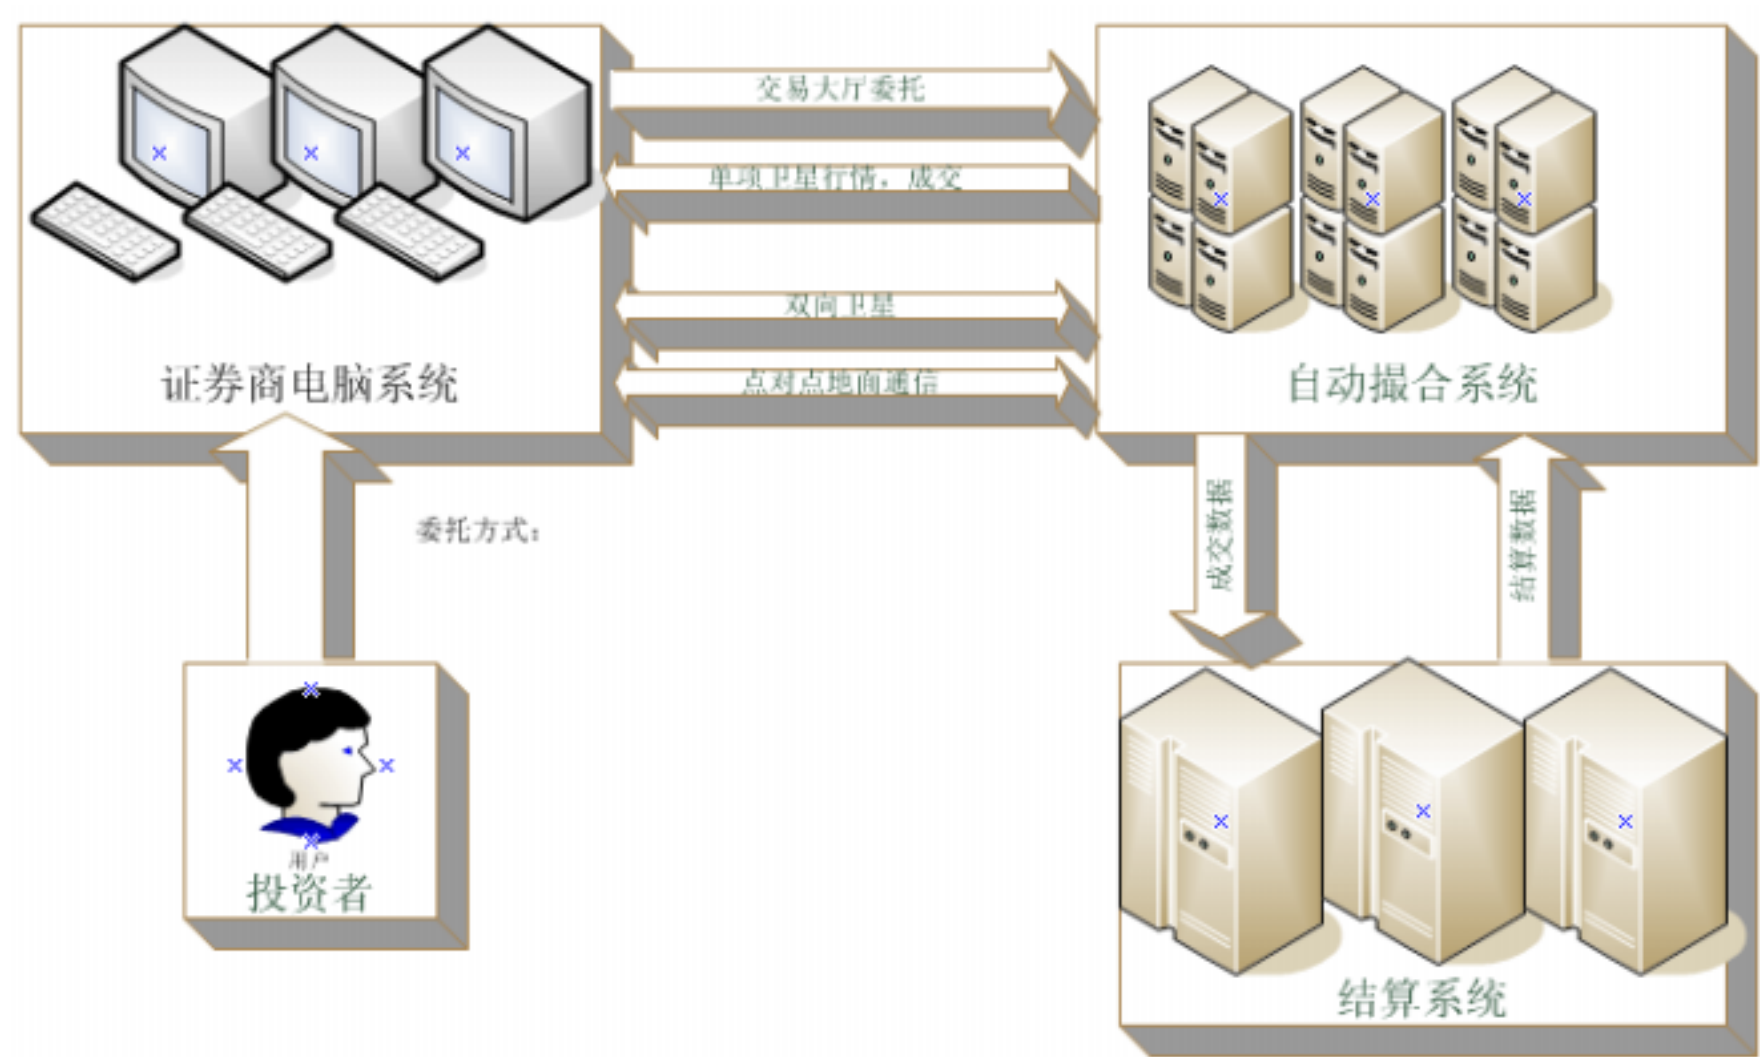 交易大厅委托
单项卫星行情，成交
双向卫星
点对点地面通信
证券商电脑系统
自动撮合系统
委托方式：
成交数据
结算数据
用户
投资者
结算系统